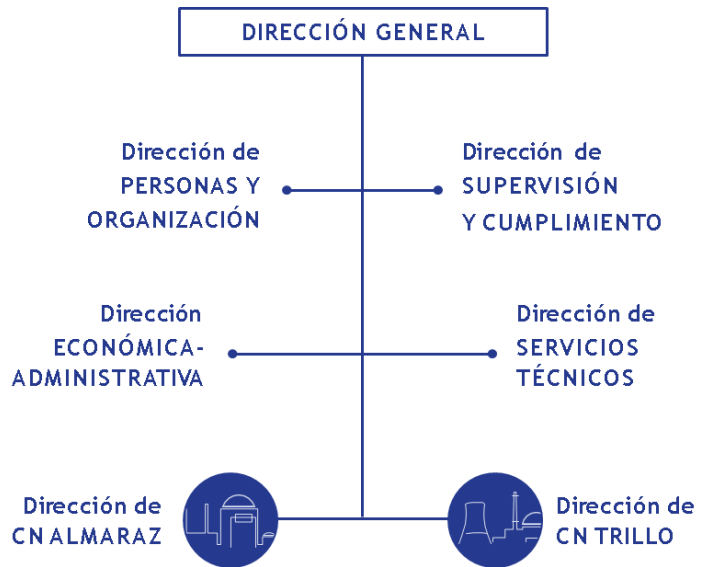 DIRECCIÓN GENERAL
Dirección de
PERSONAS Y
ORGANIZACIÓN
Dirección de
SUPERVISIÓN
Y CUMPLIMIENTO
Dirección
ECONÓMICA-
ADMINISTRATIVA
Dirección de
SERVICIOS
TÉCNICOS
Dirección de
CN ALMARAZ
Dirección de
CN TRILLO